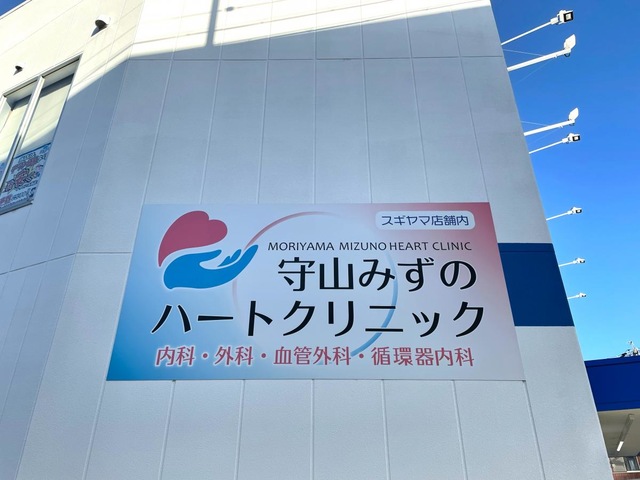 スギヤマ店舗内
MORIYAMA MIZUNO HEART CLINIC
守山みずの
ハートクリニック
内科・外科・血管外科・循環器内科